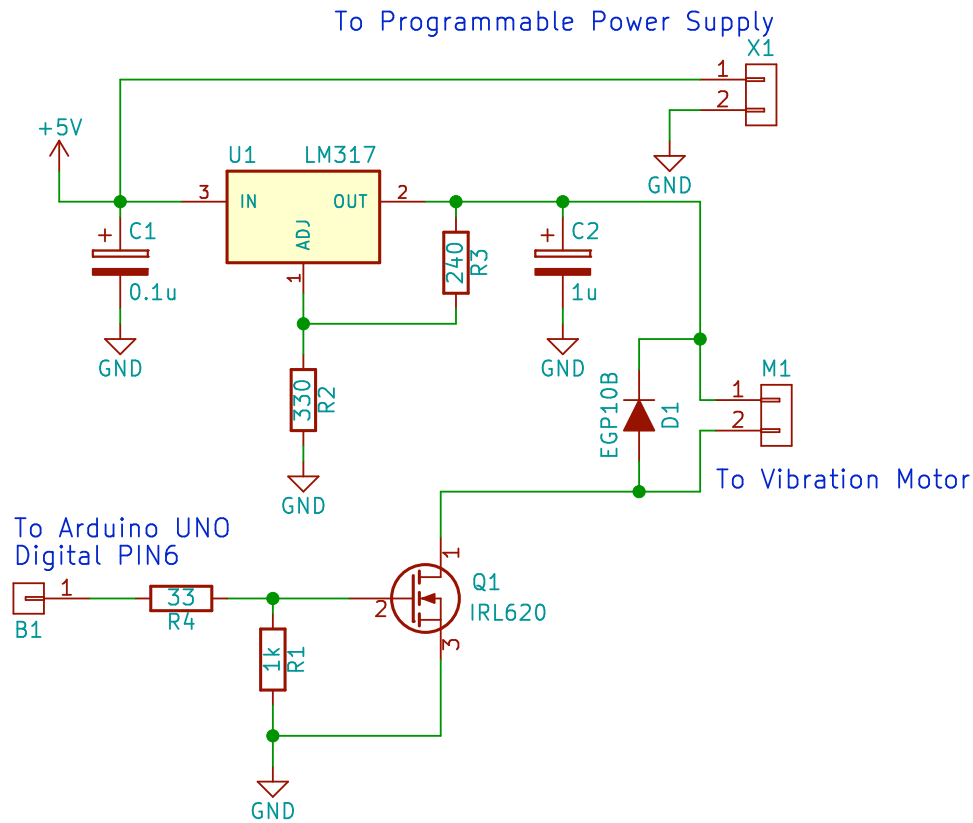 To Programmable Power Supply
X1
1
2
GND
+5V
U1 LM317
3 IN OUT 2
ADJ
1
C1
+
0.1u
GND
240
R3
C2
+
1u
GND
330
R2
GND
EGP10B
D1
M1
1
2
To Vibration Motor
To Arduino UNO
Digital PIN6
1
B1
33
R4
1
2
3
Q1
IRL620
1k
R1
GND